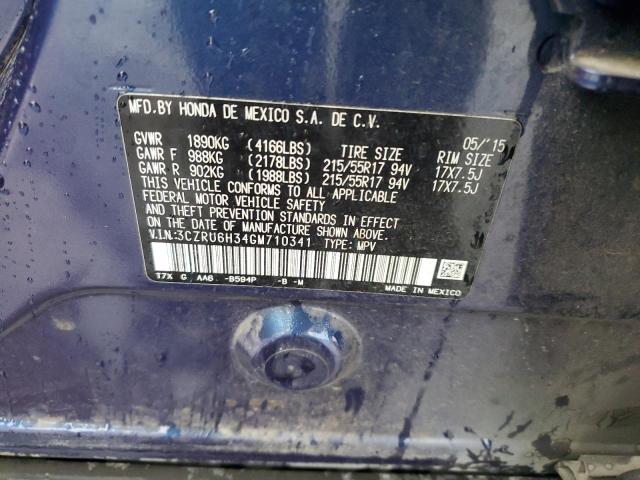 MFD.BY HONDA DE MEXICO S.A. DE C.V.
05/'15
GVWR 1890KG (4166LBS) TIRE SIZE RIM SIZE
GAWR F 988KG (2178LBS) 215/55R17 94V 17X7.5J
GAWR R 902KG (1988LBS) 215/55R17 94V 17X7.5J
THIS VEHICLE CONFORMS TO ALL APPLICABLE
FEDERAL MOTOR VEHICLE SAFETY
AND THEFT PREVENTION STANDARDS IN EFFECT
ON THE DATE OF MANUFACTURE SHOWN ABOVE.
V.I.N.:3CZRU6H34GM710341 TYPE: MPV
T7X G AA6 -B594P -B -M
MADE IN MEXICO